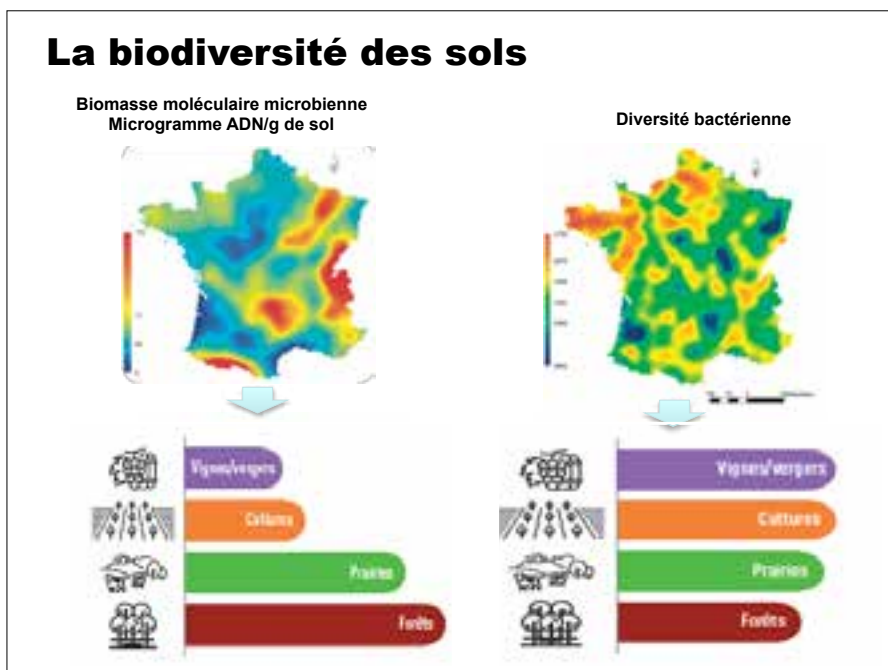 La biodiversité des sols
Biomasse moléculaire microbienne
Microgramme ADN/g de sol
Diversité bactérienne
Vignes/vergers
Cultures
Prairies
Forêts
Vignes/vergers
Cultures
Prairies
Forêts